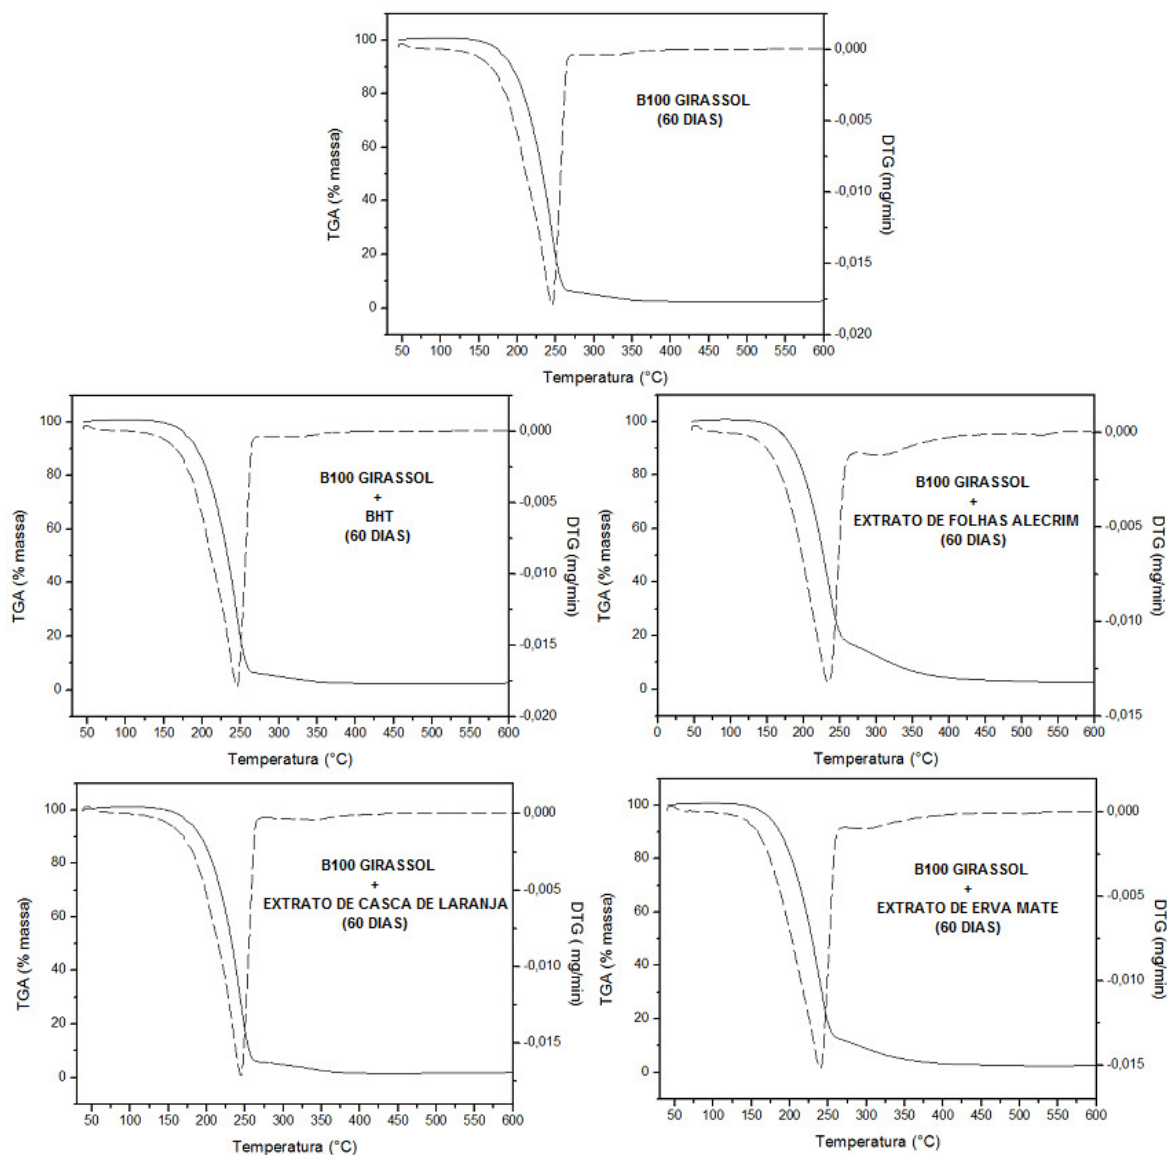 100
80
60
40
20
0
TGA (% massa)
B100 GIRASSOL
(60 DIAS)
0,000
-0,005
-0,010
-0,015
-0,020
DTG (mg/min)
50 100 150 200 250 300 350 400 450 500 550 600
Temperatura (°C)
100
80
60
40
20
0
TGA (% massa)
B100 GIRASSOL
+
BHT
(60 DIAS)
0,000
-0,005
-0,010
-0,015
-0,020
DTG (mg/min)
50 100 150 200 250 300 350 400 450 500 550 600
Temperatura (°C)
100
80
60
40
20
0
TGA (% massa)
B100 GIRASSOL
+
EXTRATO DE FOLHAS ALECRIM
(60 DIAS)
0,000
-0,005
-0,010
-0,015
DTG (mg/min)
0 50 100 150 200 250 300 350 400 450 500 550 600
Temperatura (°C)
100
80
60
40
20
0
TGA (% massa)
B100 GIRASSOL
+
EXTRATO DE CASCA DE LARANJA
(60 DIAS)
0,000
-0,005
-0,010
-0,015
DTG ( mg/min)
50 100 150 200 250 300 350 400 450 500 550 600
Temperatura (°C)
100
80
60
40
20
0
TGA (% massa)
B100 GIRASSOL
+
EXTRATO DE ERVA MATE
(60 DIAS)
0,000
-0,005
-0,010
-0,015
DTG (mg/min)
50 100 150 200 250 300 350 400 450 500 550 600
Temperatura (°C)